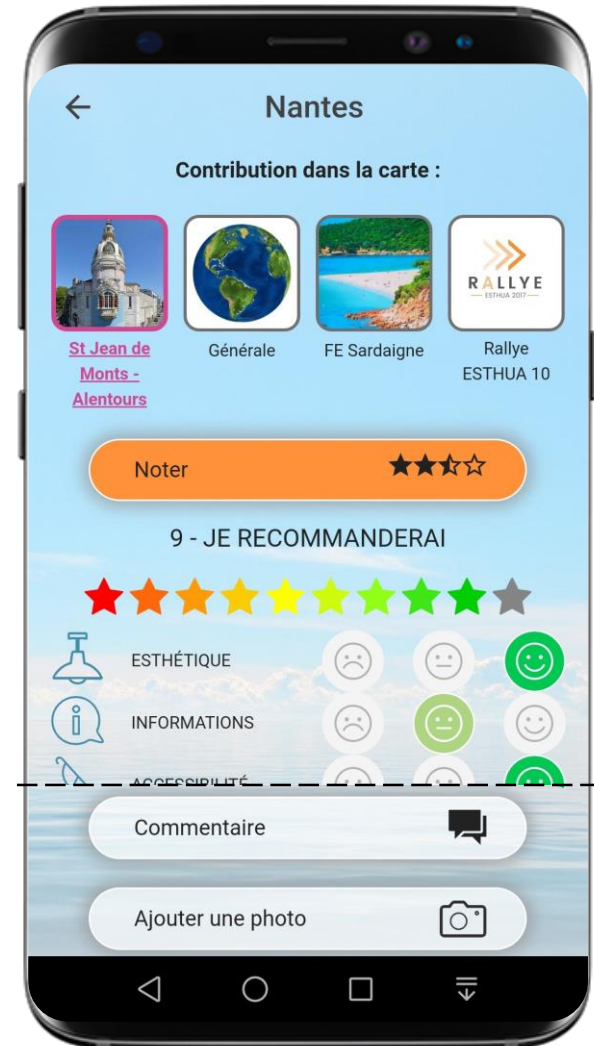 Nantes
Contribution dans la carte :
RALLYE
ESTHUA 2017
St Jean de
Monts -
Alentours
Générale
FE Sardaigne
Rallye
ESTHUA 10
Noter
9 - JE RECOMMANDERAI
ESTHÉTIQUE
INFORMATIONS
ACCESSIBILITÉ
Commentaire
Ajouter une photo